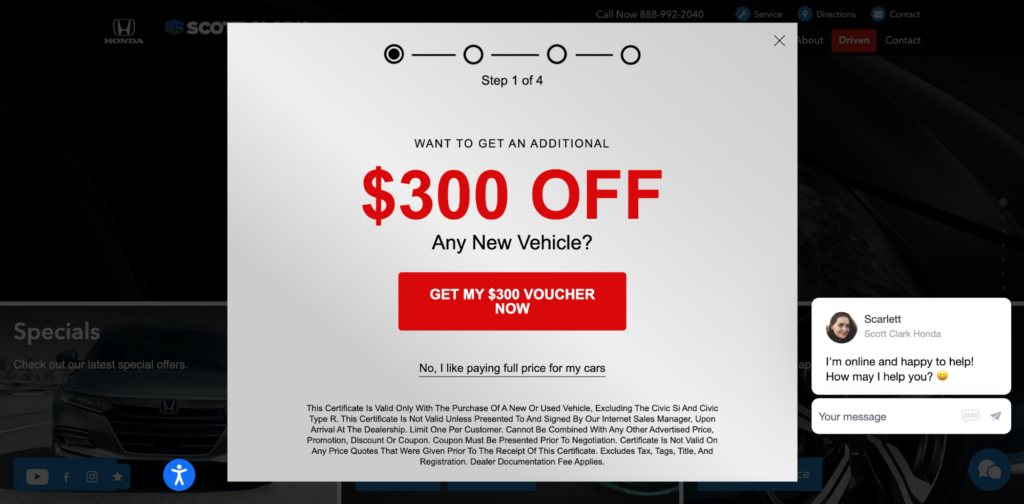 Call Now 888-992-2040
Service
Directions
Contact
HONDA
SCOTT CLARK
About
Driven
Contact
Step 1 of 4
WANT TO GET AN ADDITIONAL
$300 OFF
Any New Vehicle?
GET MY $300 VOUCHER
NOW
No, I like paying full price for my cars
This Certificate Is Valid Only With The Purchase Of A New Or Used Vehicle, Excluding The Civic Si And Civic
Type R. This Certificate Is Not Valid Unless Presented To And Signed By Our Internet Sales Manager, Upon
Arrival At The Dealership. Limit One Per Customer. Cannot Be Combined With Any Other Advertised Price,
Promotion, Discount Or Coupon. Coupon Must Be Presented Prior To Negotiation. Certificate Is Not Valid On
Any Price Quotes That Were Given Prior To The Receipt Of This Certificate. Excludes Tax, Tags, Title, And
Registration. Dealer Documentation Fee Applies.
Specials
Check out our latest special offers.
Scarlett
Scott Clark Honda
I'm online and happy to help!
How may I help you? 😄
Your message
SMS